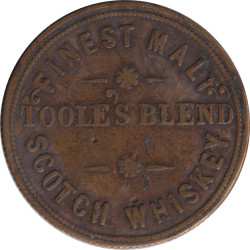 FINEST MALT
TOOLE'S BLEND
SCOTCH WHISKEY